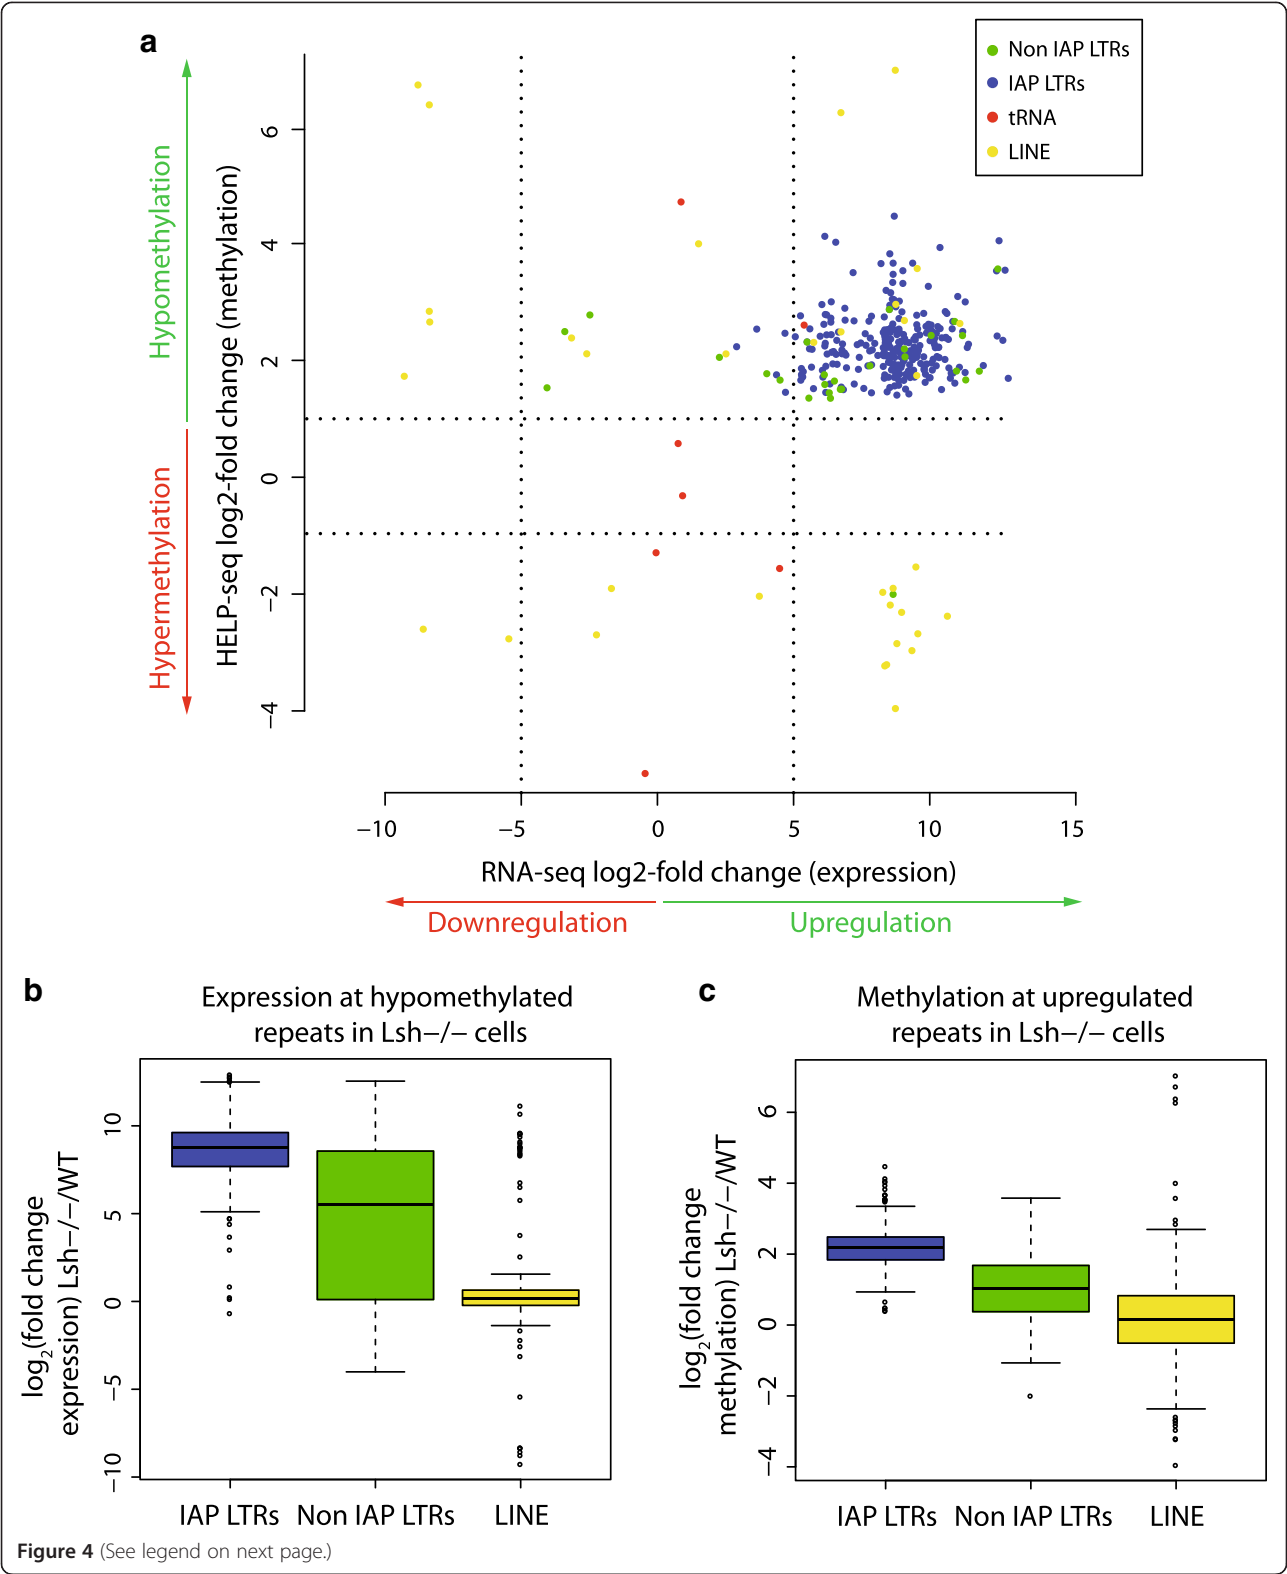 a
Non IAP LTRs
IAP LTRs
tRNA
LINE
Hypomethylation
Hypermethylation
HELP-seq log2-fold change (methylation)
6
4
2
0
−2
−4
−10 −5 0 5 10 15
RNA-seq log2-fold change (expression)
Downregulation Upregulation
b
Expression at hypomethylated
repeats in Lsh−/− cells
log2(fold change
expression) Lsh−/−/WT
10
5
0
−5
−10
IAP LTRs Non IAP LTRs LINE
c
Methylation at upregulated
repeats in Lsh−/− cells
log2(fold change
methylation) Lsh−/−/WT
6
4
2
0
−2
−4
IAP LTRs Non IAP LTRs LINE
Figure 4 (See legend on next page.)